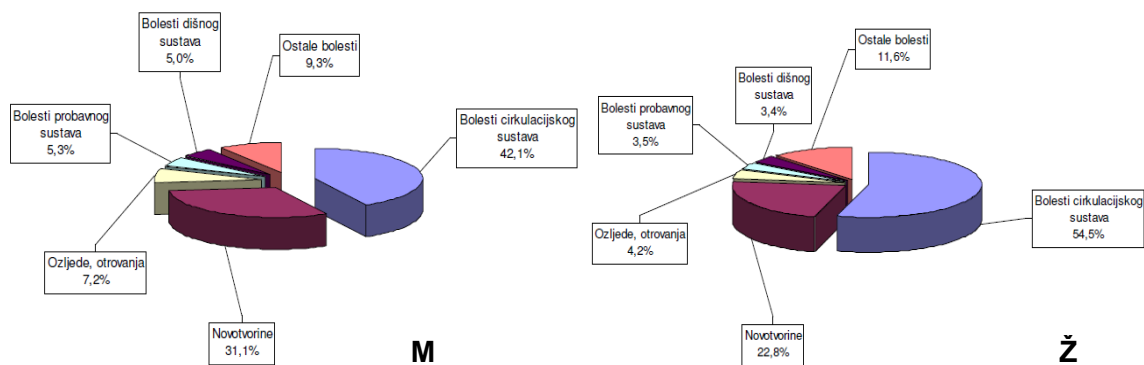 Bolesti dišnog
sustava
5,0%
Ostale bolesti
9,3%
Bolesti probavnog
sustava
5,3%
Bolesti cirkulacijskog
sustava
42,1%
Ozljede, otrovanja
7,2%
Novotvorine
31,1%
M
Ostale bolesti
11,6%
Bolesti dišnog
sustava
3,4%
Bolesti probavnog
sustava
3,5%
Bolesti cirkulacijskog
sustava
54,5%
Ozljede, otrovanja
4,2%
Novotvorine
22,8%
Ž